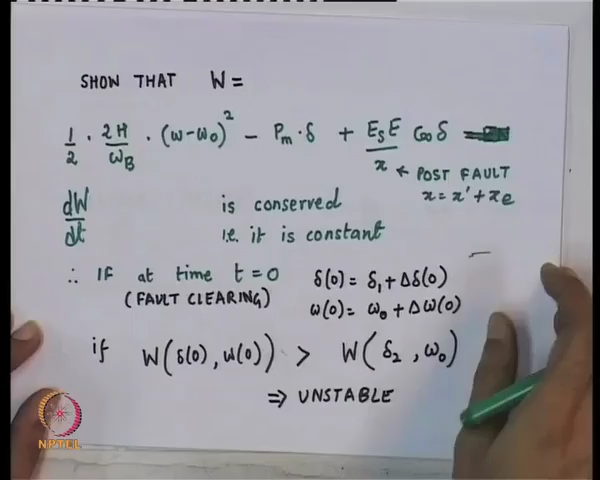 SHOW THAT W =
1/2 · 2H/ωB · (ω-ω0)² - Pm·δ + EsE/x Cos δ
x ← POST FAULT
x = x' + xe
dW/dt is conserved
i.e. it is constant
∴ IF at time t = 0 δ(0) = δ1 + Δδ(0)
(FAULT CLEARING) ω(0) = ω0 + Δω(0)
if W(δ(0), ω(0)) > W(δ2, ω0)
⇒ UNSTABLE
NPTEL